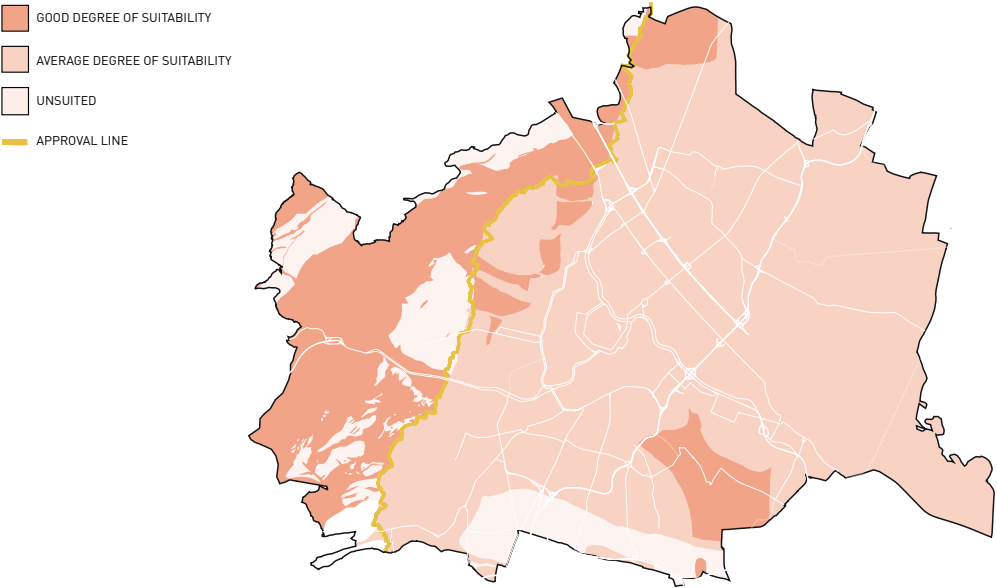 GOOD DEGREE OF SUITABILITY
AVERAGE DEGREE OF SUITABILITY
UNSUITED
APPROVAL LINE